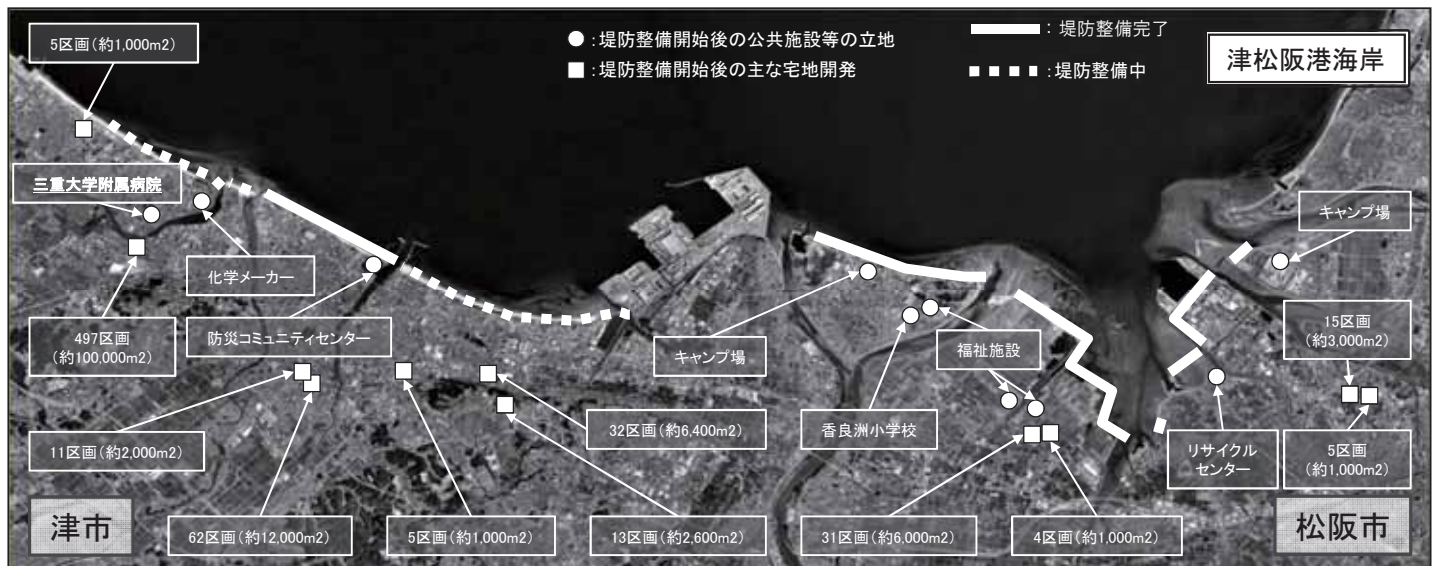 5区画(約1,000m2)
:堤防整備開始後の公共施設等の立地
:堤防整備開始後の主な宅地開発
:堤防整備完了
:堤防整備中
津松阪港海岸
三重大学附属病院
化学メーカー
キャンプ場
497区画
(約100,000m2)
防災コミュニティセンター
キャンプ場
福祉施設
15区画
(約3,000m2)
11区画(約2,000m2)
32区画(約6,400m2)
香良洲小学校
リサイクル
センター
5区画
(約1,000m2)
津市
62区画(約12,000m2)
5区画(約1,000m2)
13区画(約2,600m2)
31区画(約6,000m2)
4区画(約1,000m2)
松阪市